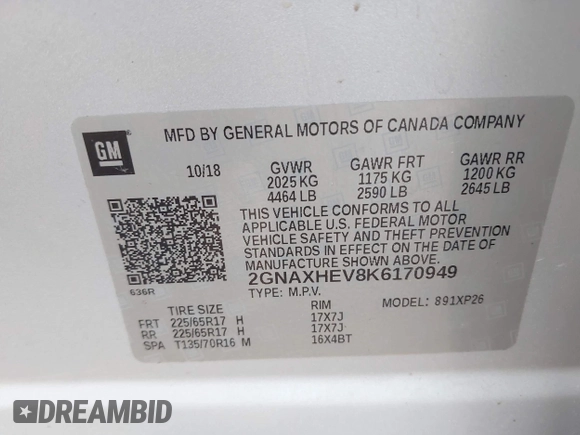 GM
MFD BY GENERAL MOTORS OF CANADA COMPANY
10/18 GVWR GAWR FRT GAWR RR
2025 KG 1175 KG 1200 KG
4464 LB 2590 LB 2645 LB
THIS VEHICLE CONFORMS TO ALL
APPLICABLE U.S. FEDERAL MOTOR
VEHICLE SAFETY AND THEFT PREVENTION
STANDARDS IN EFFECT ON THE DATE OF
MANUFACTURE SHOWN ABOVE.
2GNAXHEV8K6170949
636R
TYPE: M.P.V. MODEL: 891XP26
TIRE SIZE RIM
FRT 225/65R17 H 17X7J
RR 225/65R17 H 17X7J
SPA T135/70R16 M 16X4BT
DREAMBID